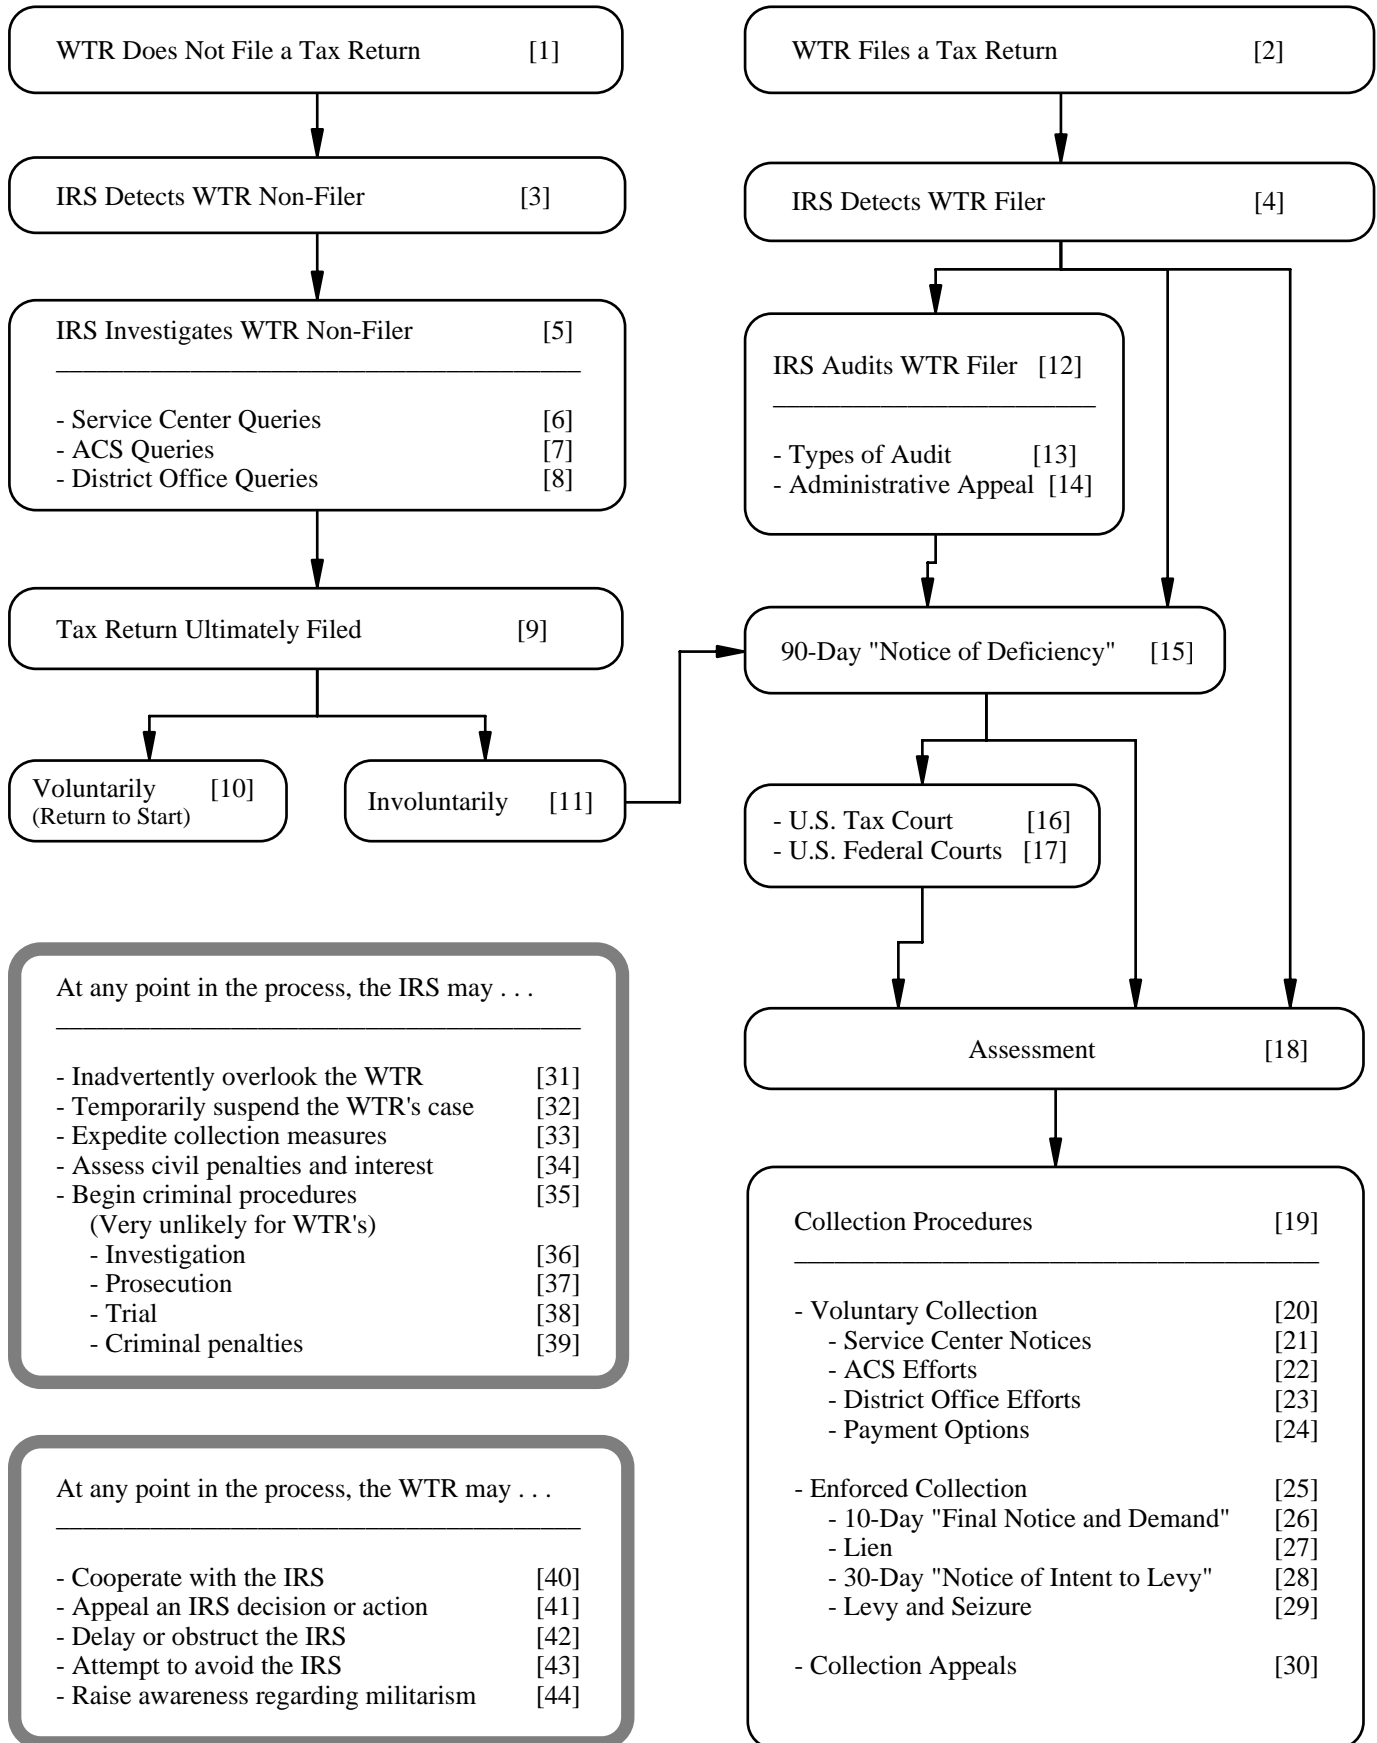 WTR Does Not File a Tax Return [1]
IRS Detects WTR Non-Filer [3]
IRS Investigates WTR Non-Filer [5]
- Service Center Queries [6]
- ACS Queries [7]
- District Office Queries [8]
Tax Return Ultimately Filed [9]
Voluntarily [10]
(Return to Start)
Involuntarily [11]
WTR Files a Tax Return [2]
IRS Detects WTR Filer [4]
IRS Audits WTR Filer [12]
- Types of Audit [13]
- Administrative Appeal [14]
90-Day "Notice of Deficiency" [15]
- U.S. Tax Court [16]
- U.S. Federal Courts [17]
Assessment [18]
Collection Procedures [19]
- Voluntary Collection [20]
- Service Center Notices [21]
- ACS Efforts [22]
- District Office Efforts [23]
- Payment Options [24]
- Enforced Collection [25]
- 10-Day "Final Notice and Demand" [26]
- Lien [27]
- 30-Day "Notice of Intent to Levy" [28]
- Levy and Seizure [29]
- Collection Appeals [30]
At any point in the process, the IRS may . . .
- Inadvertently overlook the WTR [31]
- Temporarily suspend the WTR's case [32]
- Expedite collection measures [33]
- Assess civil penalties and interest [34]
- Begin criminal procedures [35]
(Very unlikely for WTR's)
- Investigation [36]
- Prosecution [37]
- Trial [38]
- Criminal penalties [39]
At any point in the process, the WTR may . . .
- Cooperate with the IRS [40]
- Appeal an IRS decision or action [41]
- Delay or obstruct the IRS [42]
- Attempt to avoid the IRS [43]
- Raise awareness regarding militarism [44]